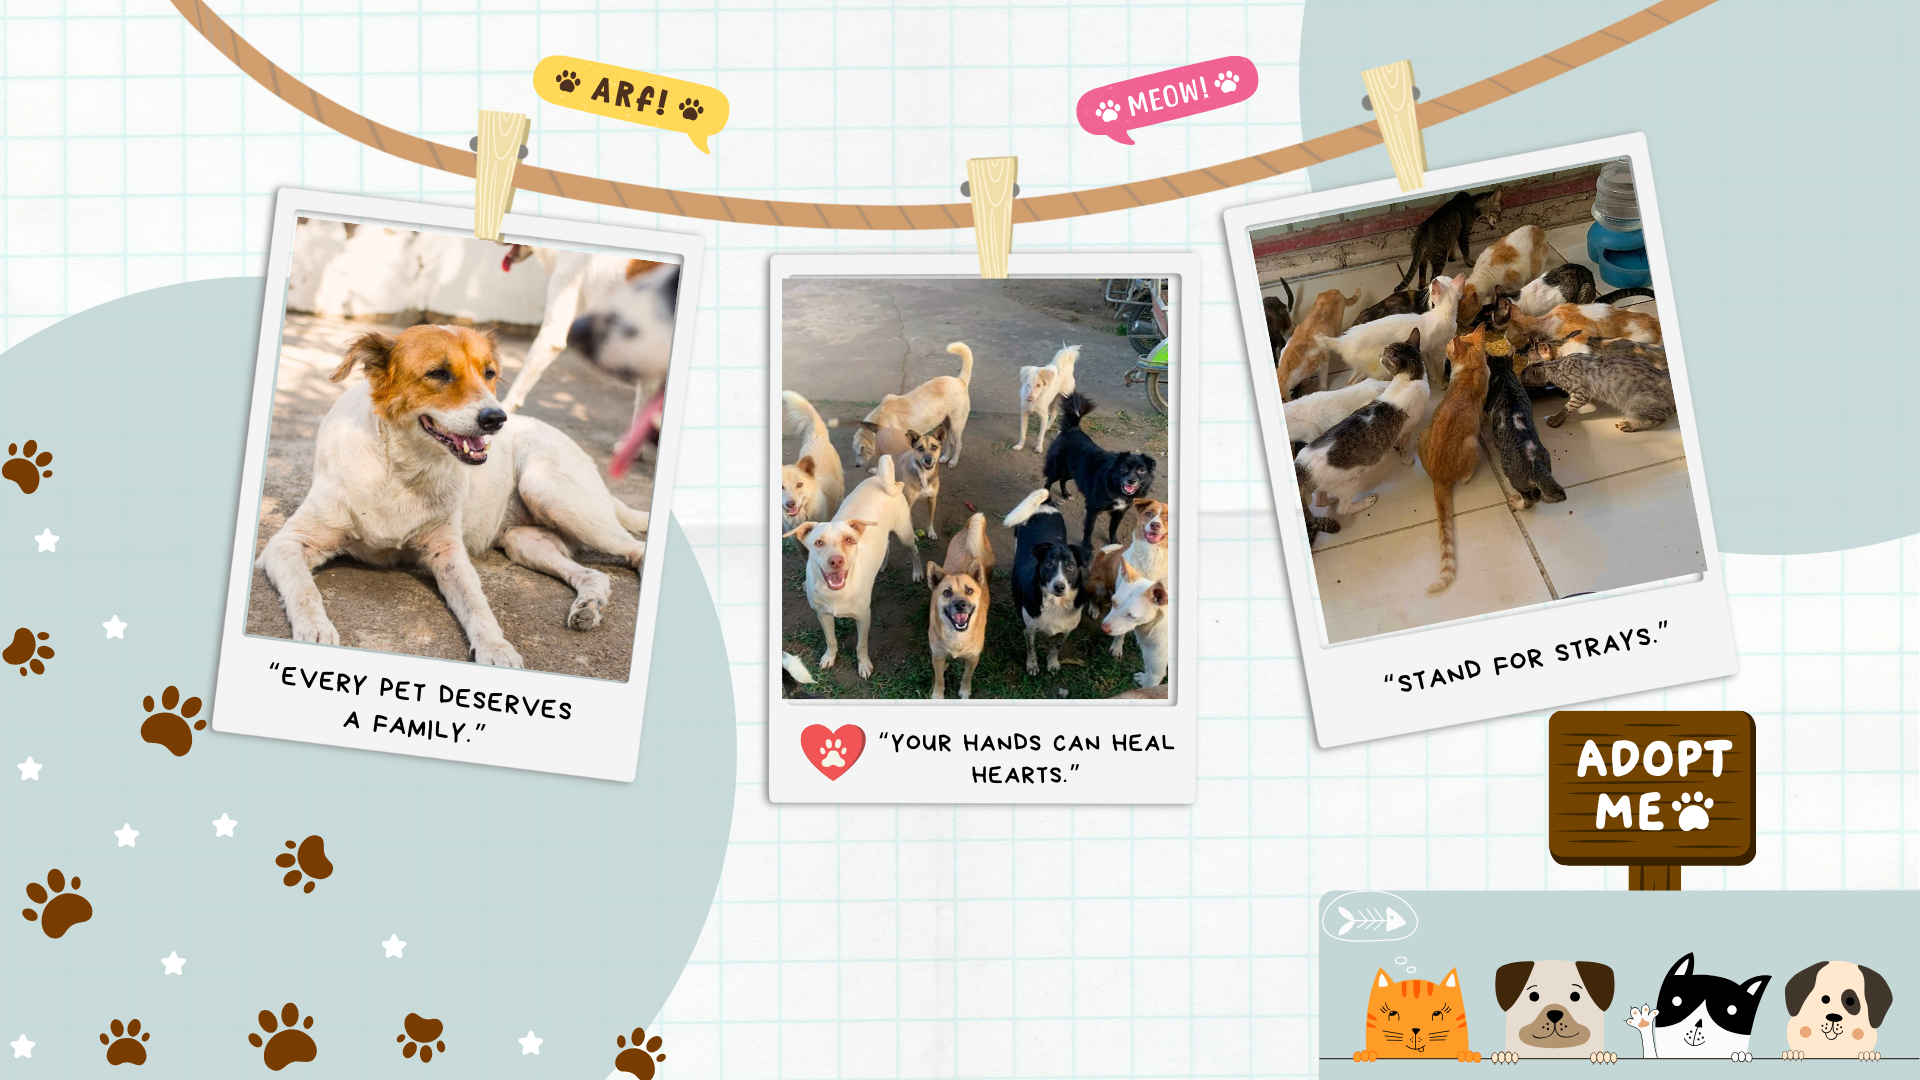 ARf!
MEOW!
“EVERY PET DESERVES
A FAMILY.”
“YOUR HANDS CAN HEAL
HEARTS.”
“STAND FOR STRAYS.”
ADOPT
ME